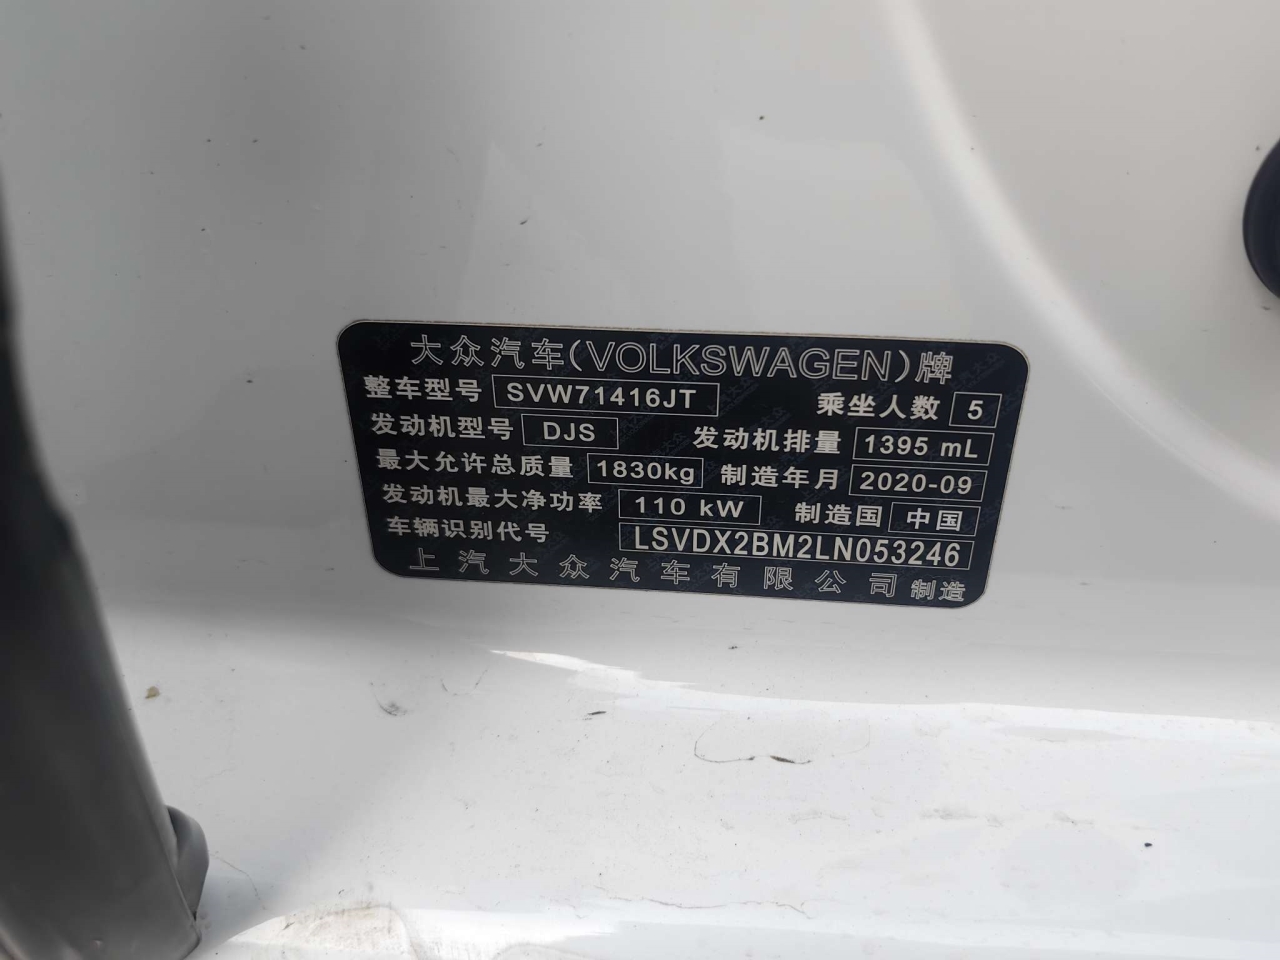 大众汽车(VOLKSWAGEN)牌
整车型号 SVW71416JT 乘坐人数 5
发动机型号 DJS 发动机排量 1395 mL
最大允许总质量 1830kg 制造年月 2020-09
发动机最大净功率 110 kW 制造国 中国
车辆识别代号 LSVDX2BM2LN053246
上汽大众汽车有限公司 制造